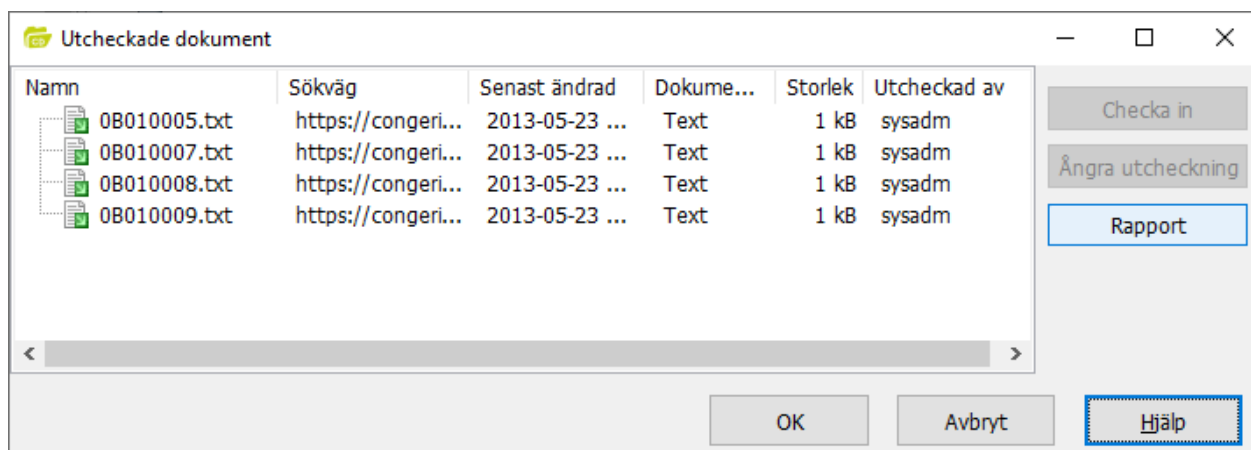 Utcheckade dokument
Namn Sökväg Senast ändrad Dokume... Storlek Utcheckad av
0B010005.txt https://congeri... 2013-05-23 ... Text 1 kB sysadm
0B010007.txt https://congeri... 2013-05-23 ... Text 1 kB sysadm
0B010008.txt https://congeri... 2013-05-23 ... Text 1 kB sysadm
0B010009.txt https://congeri... 2013-05-23 ... Text 1 kB sysadm
Checka in
Ångra utcheckning
Rapport
OK Avbryt Hjälp